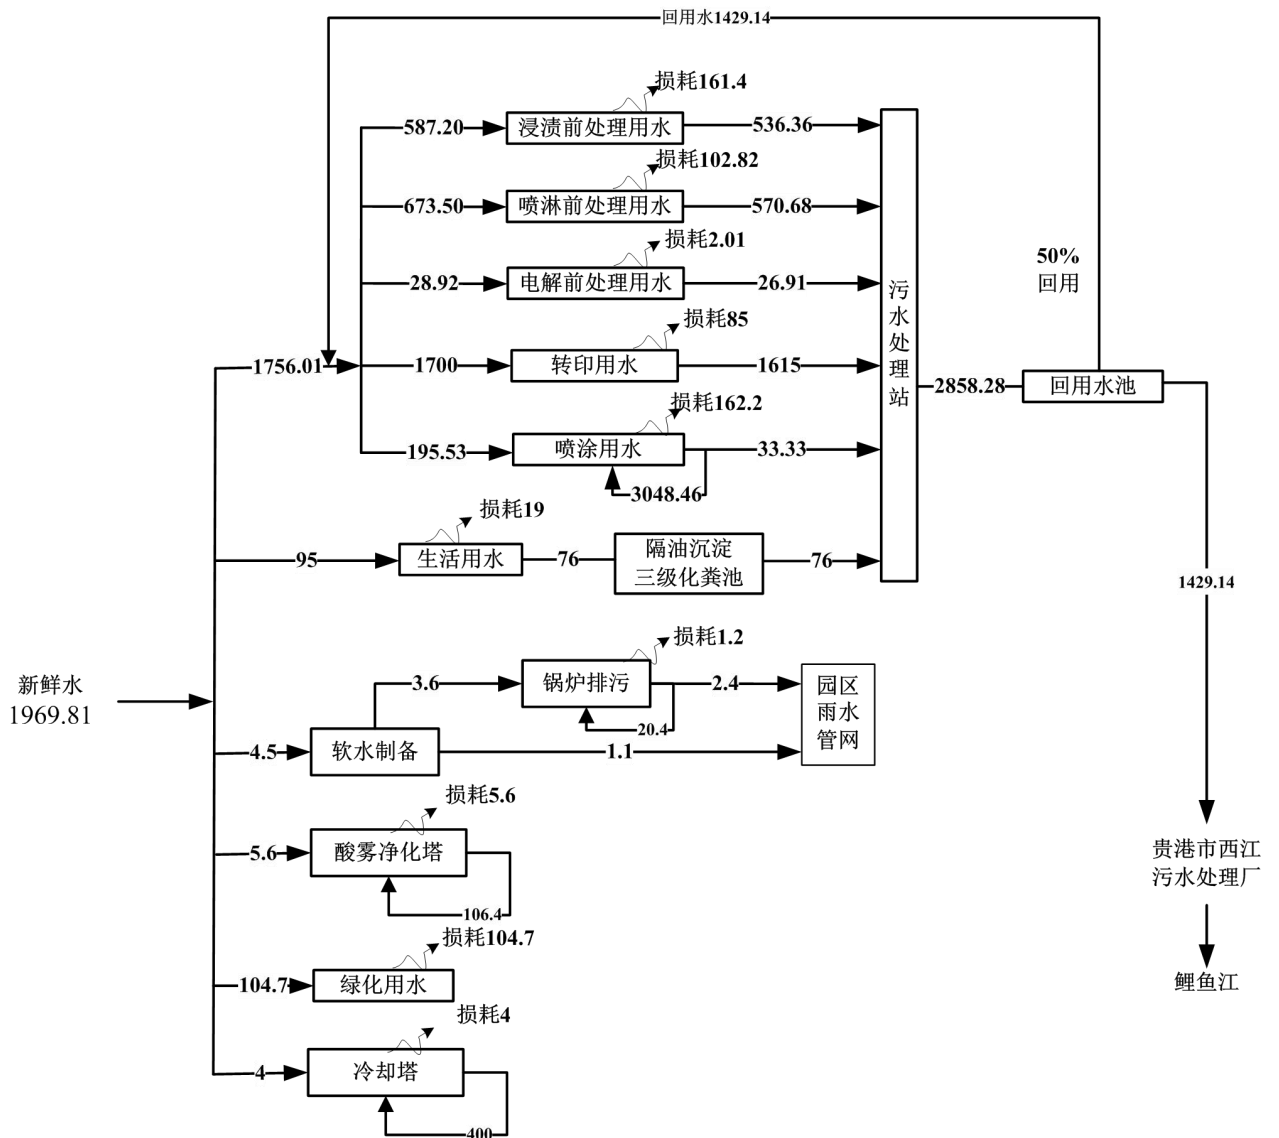 回用水1429.14
损耗161.4
587.20
浸渍前处理用水
536.36
损耗102.82
673.50
喷淋前处理用水
570.68
损耗2.01
28.92
电解前处理用水
26.91
50%
回用
污水处理站
损耗85
1756.01
1700
转印用水
1615
2858.28
回用水池
损耗162.2
195.53
喷涂用水
33.33
3048.46
损耗19
95
生活用水
76
隔油沉淀
三级化粪池
76
1429.14
损耗1.2
新鲜水
1969.81
3.6
锅炉排污
2.4
20.4
园区
雨水
管网
4.5
软水制备
1.1
损耗5.6
5.6
酸雾净化塔
106.4
贵港市西江
污水处理厂
损耗104.7
104.7
绿化用水
鲤鱼江
损耗4
4
冷却塔
400